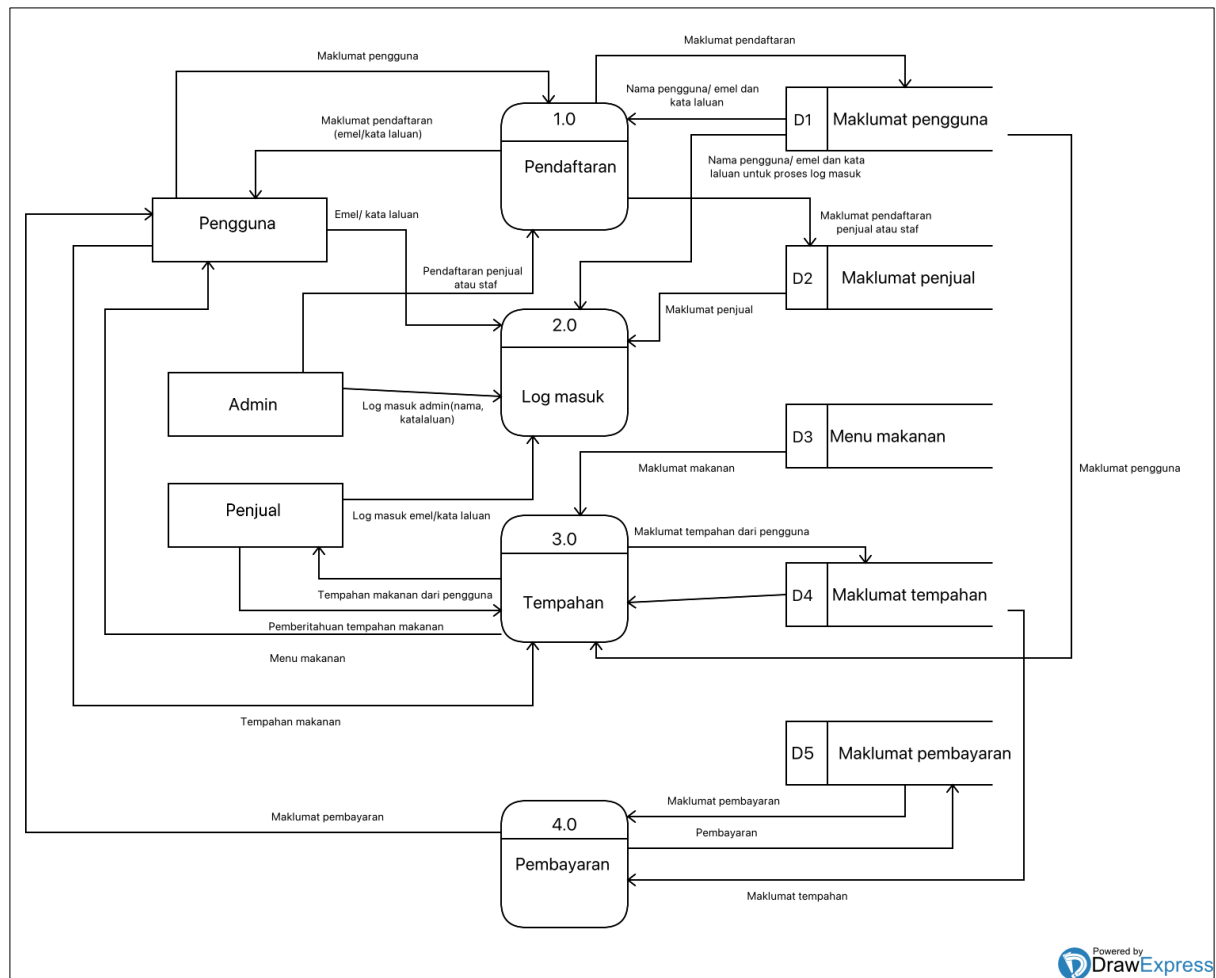 Maklumat pendaftaran
Maklumat pengguna
Nama pengguna/ emel dan
kata laluan
Maklumat pendaftaran
(emel/kata laluan)
1.0
Pendaftaran
D1
Maklumat pengguna
Nama pengguna/ emel dan kata
laluan untuk proses log masuk
Pengguna
Emel/ kata laluan
Maklumat pendaftaran
penjual atau staf
Pendaftaran penjual
atau staf
D2
Maklumat penjual
Maklumat penjual
2.0
Log masuk
Admin
Log masuk admin(nama,
katalaluan)
D3
Menu makanan
Maklumat makanan
Maklumat pengguna
Penjual
Log masuk emel/kata laluan
3.0
Tempahan
Maklumat tempahan dari pengguna
D4
Maklumat tempahan
Tempahan makanan dari pengguna
Pemberitahuan tempahan makanan
Menu makanan
Tempahan makanan
D5
Maklumat pembayaran
Maklumat pembayaran
Maklumat pembayaran
4.0
Pembayaran
Pembayaran
Maklumat tempahan
Powered by
DrawExpress